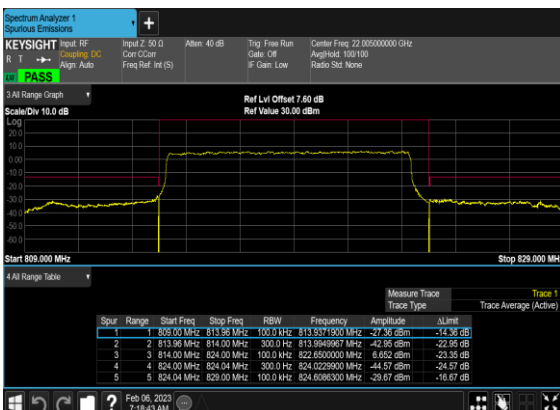 Spectrum Analyzer 1
Spurious Emissions
KEYSIGHT Input: RF Input Z: 50 Ω Atten: 40 dB Trig: Free Run Center Freq: 22.005000000 GHz
R T Coupling: DC Corr CCorr Gate: Off Avg|Hold: 100/100
Align: Auto Freq Ref: Int (S) IF Gain: Low Radio Std: None
LW PASS
3 All Range Graph
Ref Lvl Offset 7.60 dB
Scale/Div 10.0 dB Ref Value 30.00 dBm
Log
20.0
10.0
0.00
-10.0
-20.0
-30.0
-40.0
-50.0
-60.0
Start 809.000 MHz Stop 829.000 MH
4 All Range Table
Measure Trace Trace 1
Trace Type Trace Average (Active)
Spur Range Start Freq Stop Freq RBW Frequency Amplitude ΔLimit
1 1 809.00 MHz 813.96 MHz 100.0 kHz 813.9371900 MHz -27.36 dBm -14.36 dB
2 2 813.96 MHz 814.00 MHz 300.0 Hz 813.9949967 MHz -42.95 dBm -22.95 dB
3 3 814.00 MHz 824.00 MHz 100.0 kHz 822.6500000 MHz 6.652 dBm -23.35 dB
4 4 824.00 MHz 824.04 MHz 300.0 Hz 824.0229900 MHz -44.57 dBm -24.57 dB
5 5 824.04 MHz 829.00 MHz 100.0 kHz 824.6086300 MHz -29.67 dBm -16.67 dB
Feb 06, 2023
7:18:43 AM